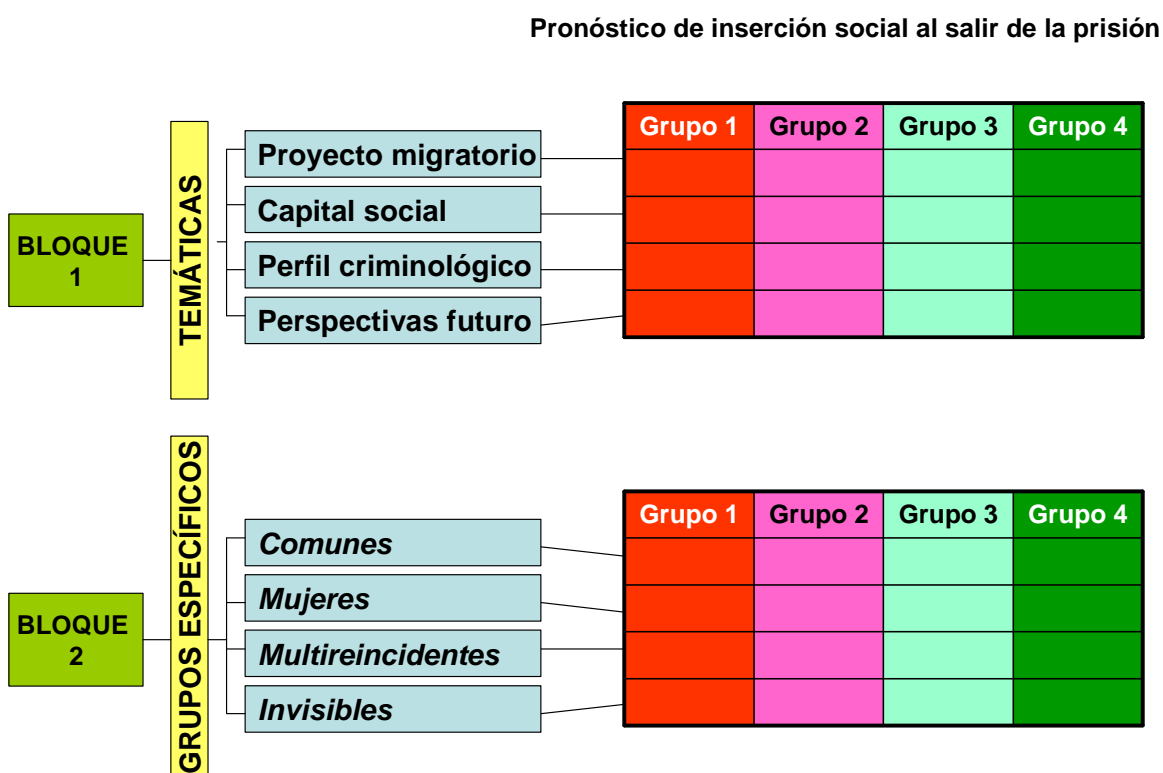 Pronóstico de inserción social al salir de la prisión
BLOQUE
1
TEMÁTICAS
Proyecto migratorio
Capital social
Perfil criminológico
Perspectivas futuro
Grupo 1 Grupo 2 Grupo 3 Grupo 4
BLOQUE
2
GRUPOS ESPECÍFICOS
Comunes
Mujeres
Multireincidentes
Invisibles
Grupo 1 Grupo 2 Grupo 3 Grupo 4